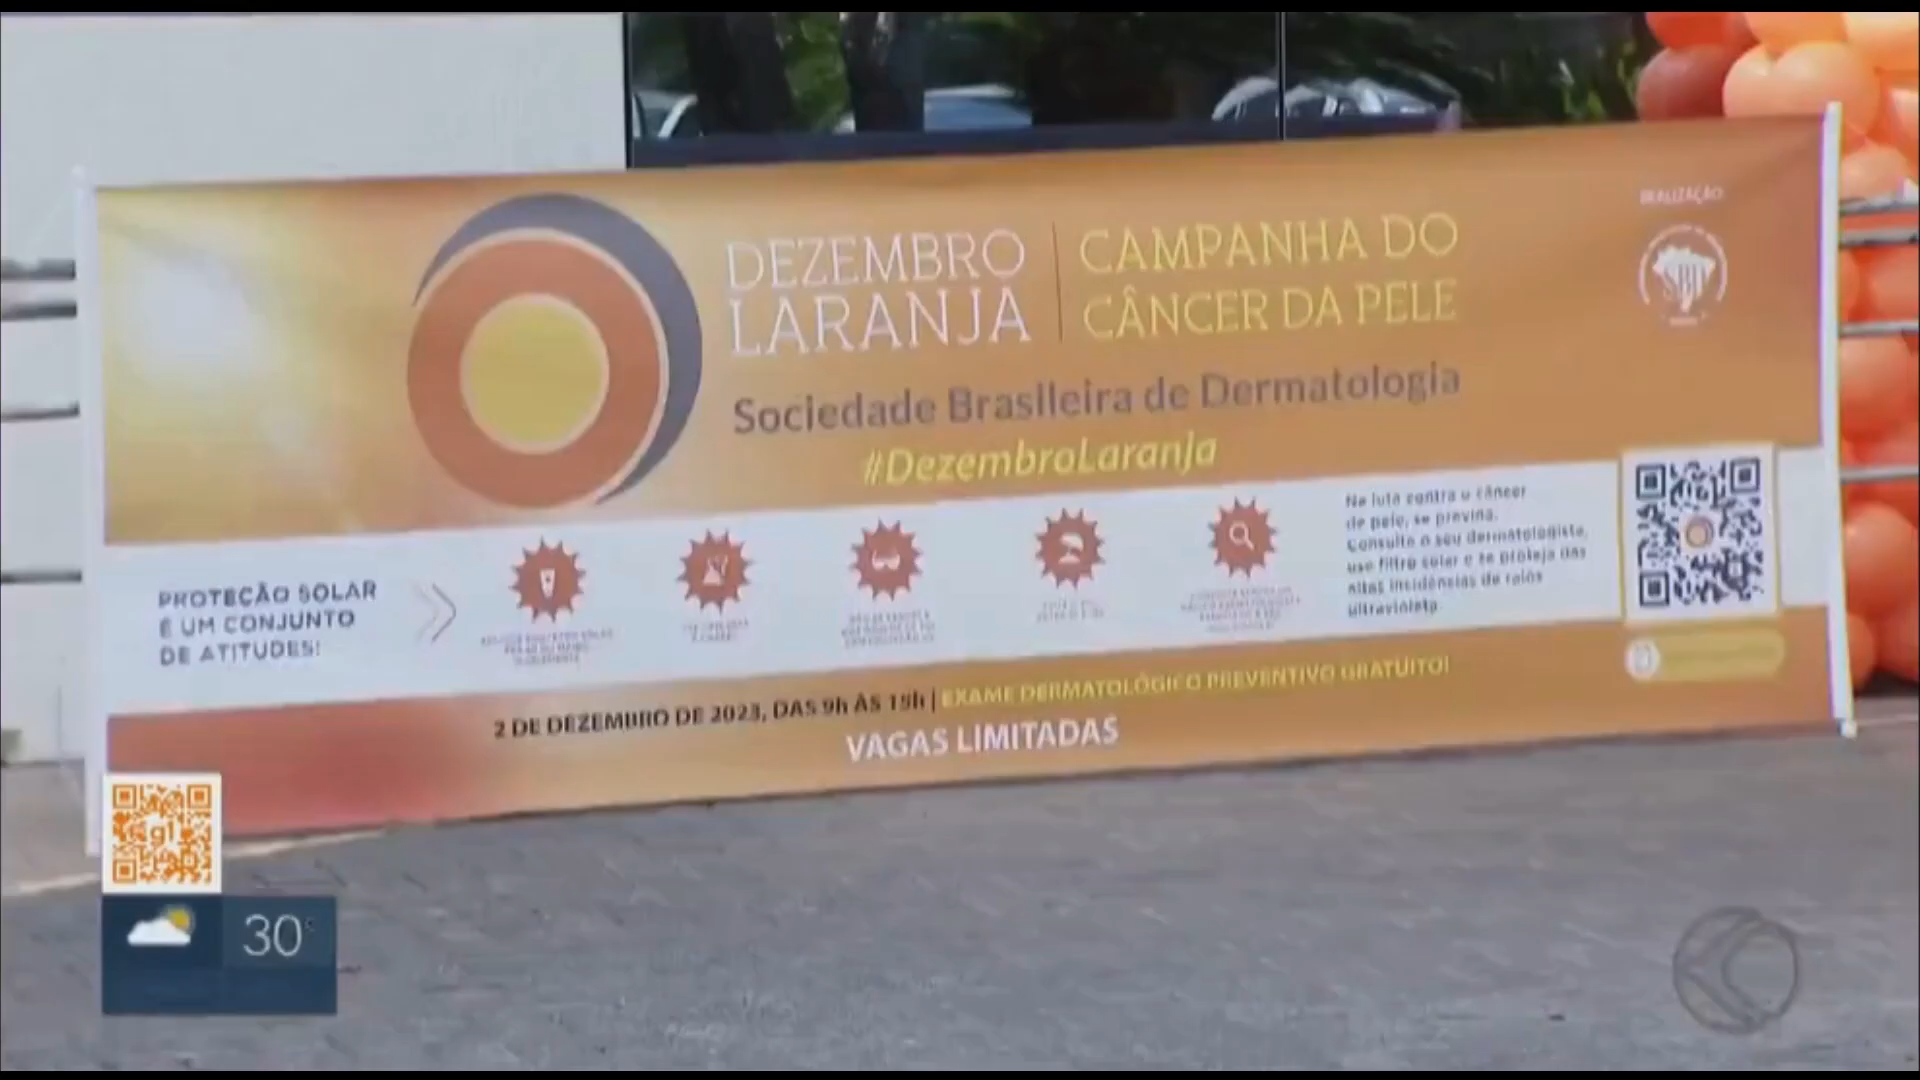 REALIZAÇÃO
SBD
DEZEMBRO
LARANJA
CAMPANHA DO
CÂNCER DA PELE
Sociedade Brasileira de Dermatologia
#DezembroLaranja
PROTEÇÃO SOLAR
É UM CONJUNTO
DE ATITUDES!
Na luta contra o câncer
de pele, se previna.
Consulte o seu dermatologista,
use filtro solar e se proteja das
altas incidências de raios
ultravioleta.
2 DE DEZEMBRO DE 2023, DAS 9h ÀS 15h | EXAME DERMATOLÓGICO PREVENTIVO GRATUITO!
VAGAS LIMITADAS
g1
30°